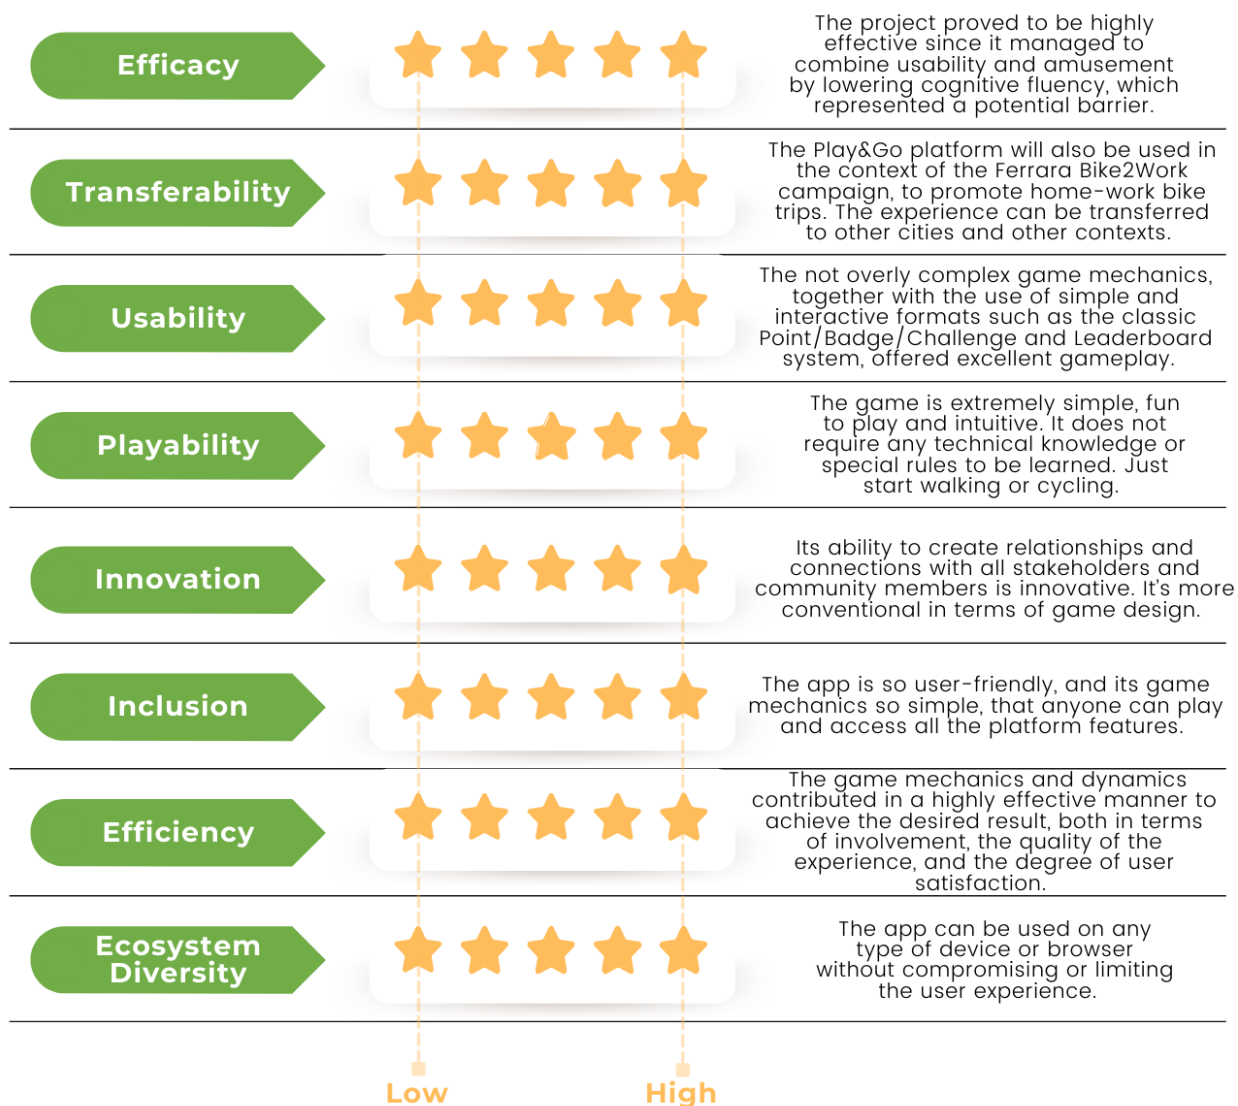 Efficacy
The project proved to be highly
effective since it managed to
combine usability and amusement
by lowering cognitive fluency, which
represented a potential barrier.
Transferability
The Play&Go platform will also be used in
the context of the Ferrara Bike2Work
campaign, to promote home-work bike
trips. The experience can be transferred
to other cities and other contexts.
Usability
The not overly complex game mechanics,
together with the use of simple and
interactive formats such as the classic
Point/Badge/Challenge and Leaderboard
system, offered excellent gameplay.
Playability
The game is extremely simple, fun
to play and intuitive. It does not
require any technical knowledge or
special rules to be learned. Just
start walking or cycling.
Innovation
Its ability to create relationships and
connections with all stakeholders and
community members is innovative. It’s more
conventional in terms of game design.
Inclusion
The app is so user-friendly, and its game
mechanics so simple, that anyone can play
and access all the platform features.
Efficiency
The game mechanics and dynamics
contributed in a highly effective manner to
achieve the desired result, both in terms
of involvement, the quality of the
experience, and the degree of user
satisfaction.
Ecosystem
Diversity
The app can be used on any
type of device or browser
without compromising or limiting
the user experience.
Low
High